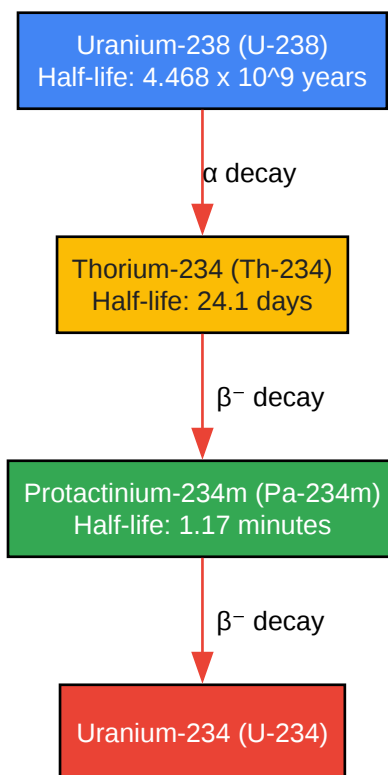 Uranium-238 (U-238)
Half-life: 4.468 x 10^9 years
α decay
Thorium-234 (Th-234)
Half-life: 24.1 days
β⁻ decay
Protactinium-234m (Pa-234m)
Half-life: 1.17 minutes
β⁻ decay
Uranium-234 (U-234)